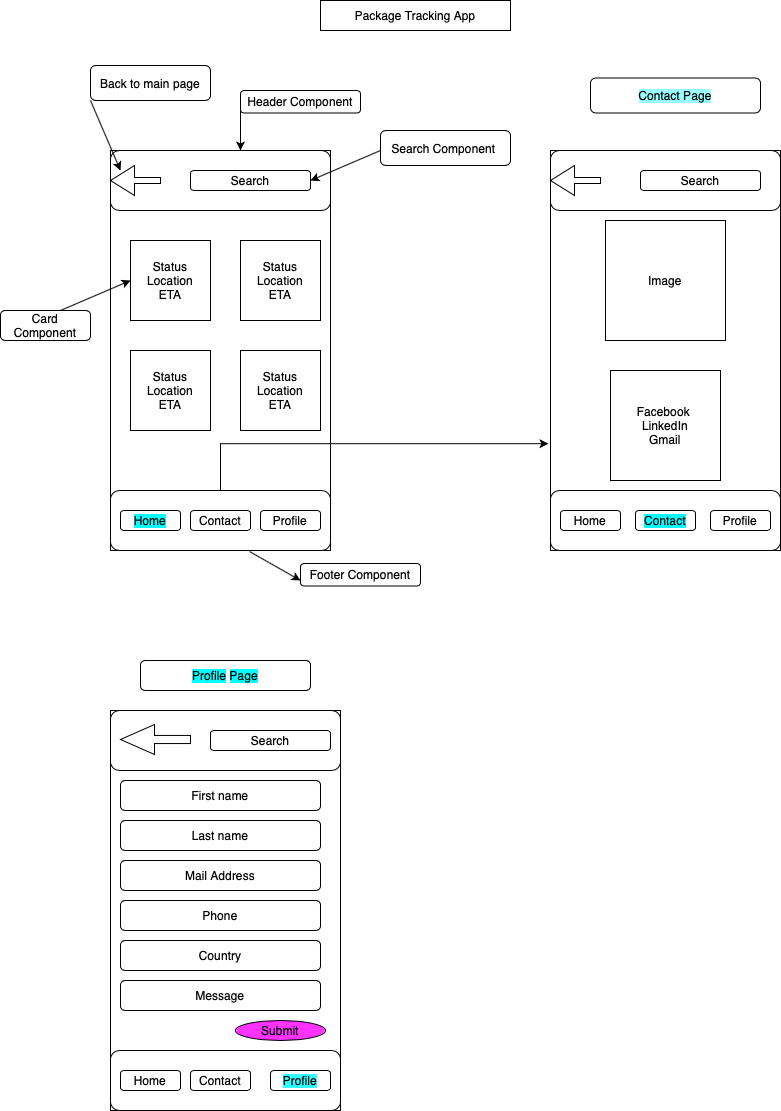 Package Tracking App
Back to main page
Header Component
Contact Page
Search Component
Search
Search
Status
Location
ETA
Status
Location
ETA
Image
Card
Component
Status
Location
ETA
Status
Location
ETA
Facebook
LinkedIn
Gmail
Home
Contact
Profile
Home
Contact
Profile
Footer Component
Profile Page
Search
First name
Last name
Mail Address
Phone
Country
Message
Submit
Home
Contact
Profile